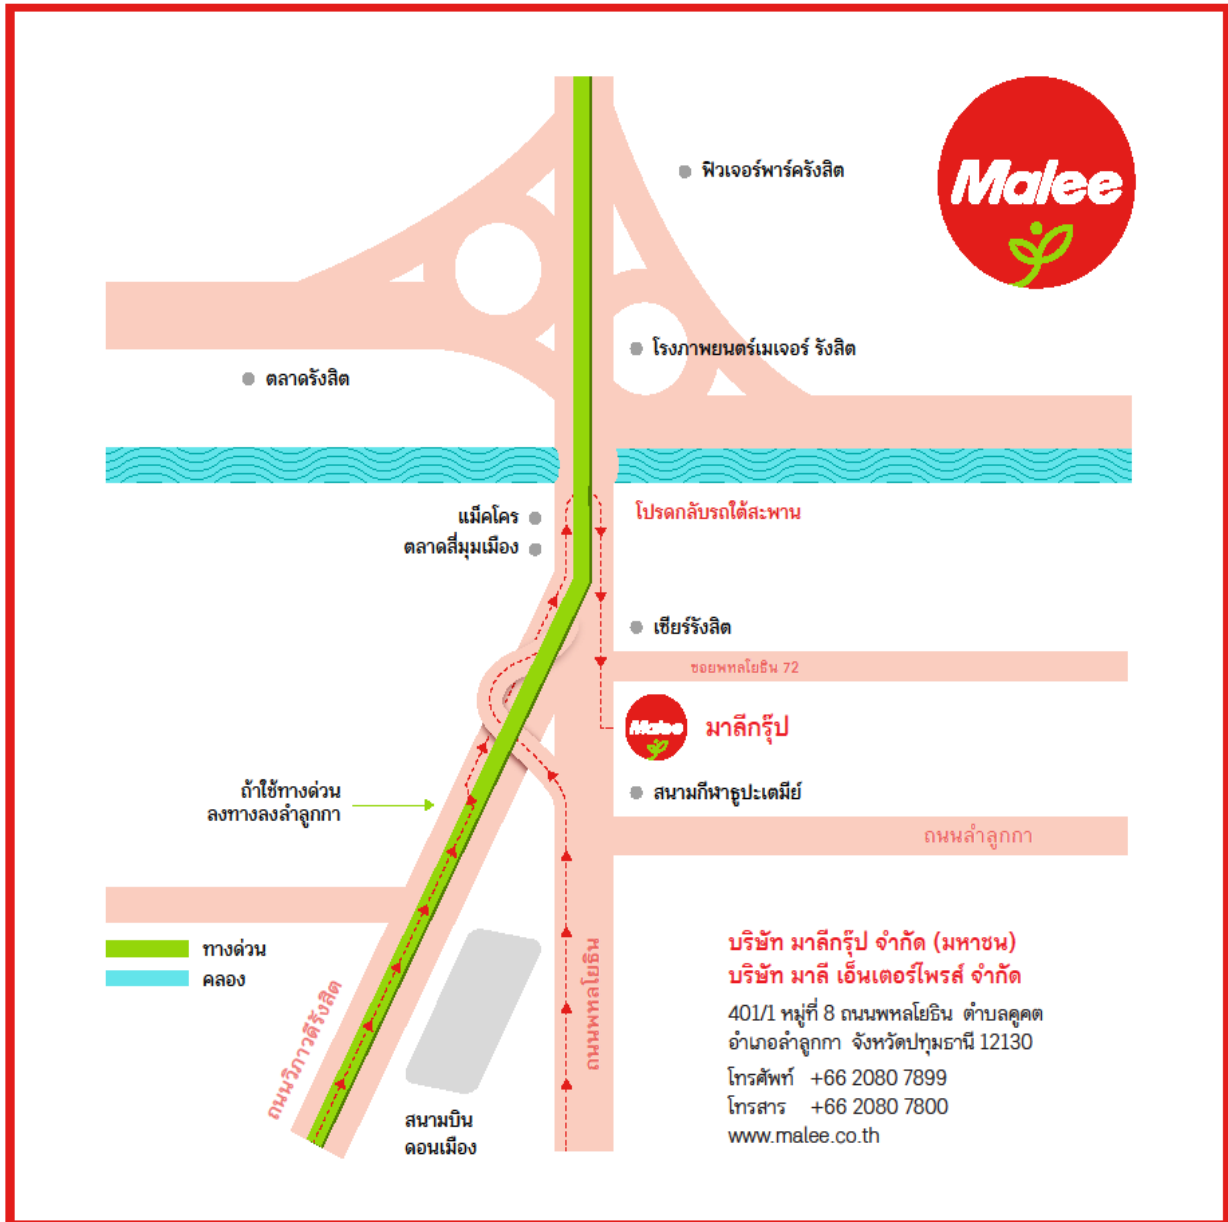 ฟิวเจอร์พาร์ครังสิต
Malee
โรงภาพยนตร์เมเจอร์ รังสิต
ตลาดรังสิต
แม็คโคร
โปรดกลับรถใต้สะพาน
ตลาดสี่มุมเมือง
เซียร์รังสิต
ซอยพหลโยธิน 72
Malee
มาลีกรุ๊ป
ถ้าใช้ทางด่วน
ลงทางลงลำลูกกา
สนามกีฬาธูปะเตมีย์
ถนนลำลูกกา
ทางด่วน
คลอง
ถนนวิภาวดีรังสิต
ถนนพหลโยธิน
สนามบิน
ดอนเมือง
บริษัท มาลีกรุ๊ป จำกัด (มหาชน)
บริษัท มาลี เอ็นเตอร์ไพรส์ จำกัด
401/1 หมู่ที่ 8 ถนนพหลโยธิน ตำบลคูคต
อำเภอลำลูกกา จังหวัดปทุมธานี 12130
โทรศัพท์ +66 2080 7899
โทรสาร +66 2080 7800
www.malee.co.th